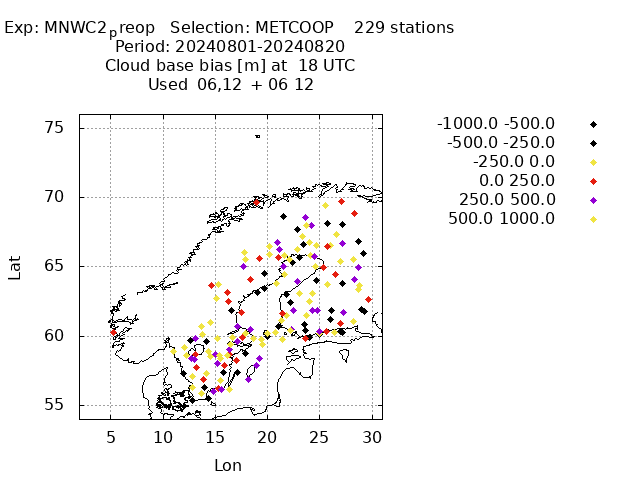 Exp: MNWC2preop Selection: METCOOP 229 stations
Period: 20240801-20240820
Cloud base bias [m] at 18 UTC
Used 06,12 + 06 12
-1000.0 -500.0
-500.0 -250.0
-250.0 0.0
0.0 250.0
250.0 500.0
500.0 1000.0
75
70
65
60
55
Lat
5 10 15 20 25 30
Lon